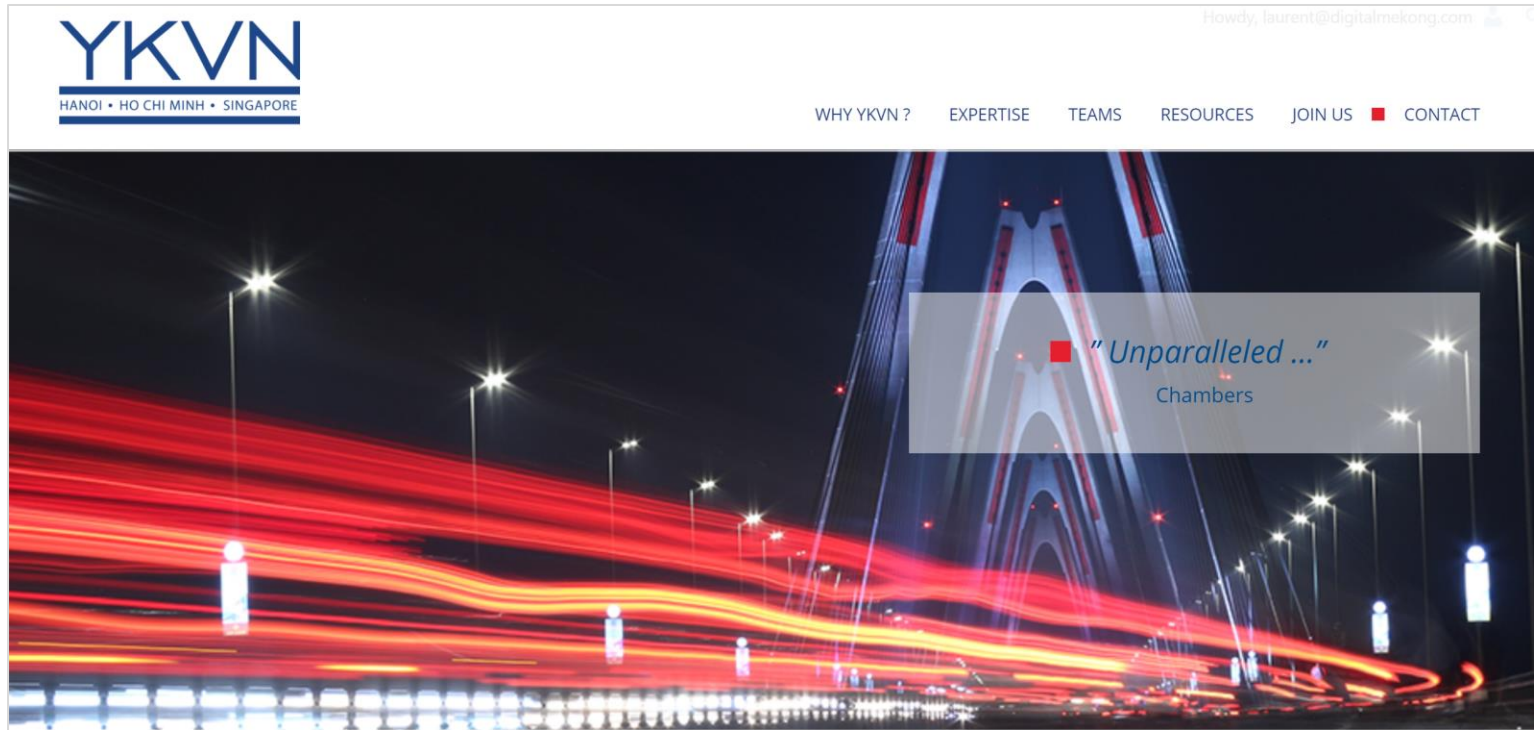 Howdy, laurent@digitalmekong.com
YKVN
HANOI • HO CHI MINH • SINGAPORE
WHY YKVN ? EXPERTISE TEAMS RESOURCES JOIN US CONTACT
" Unparalleled ..."
Chambers